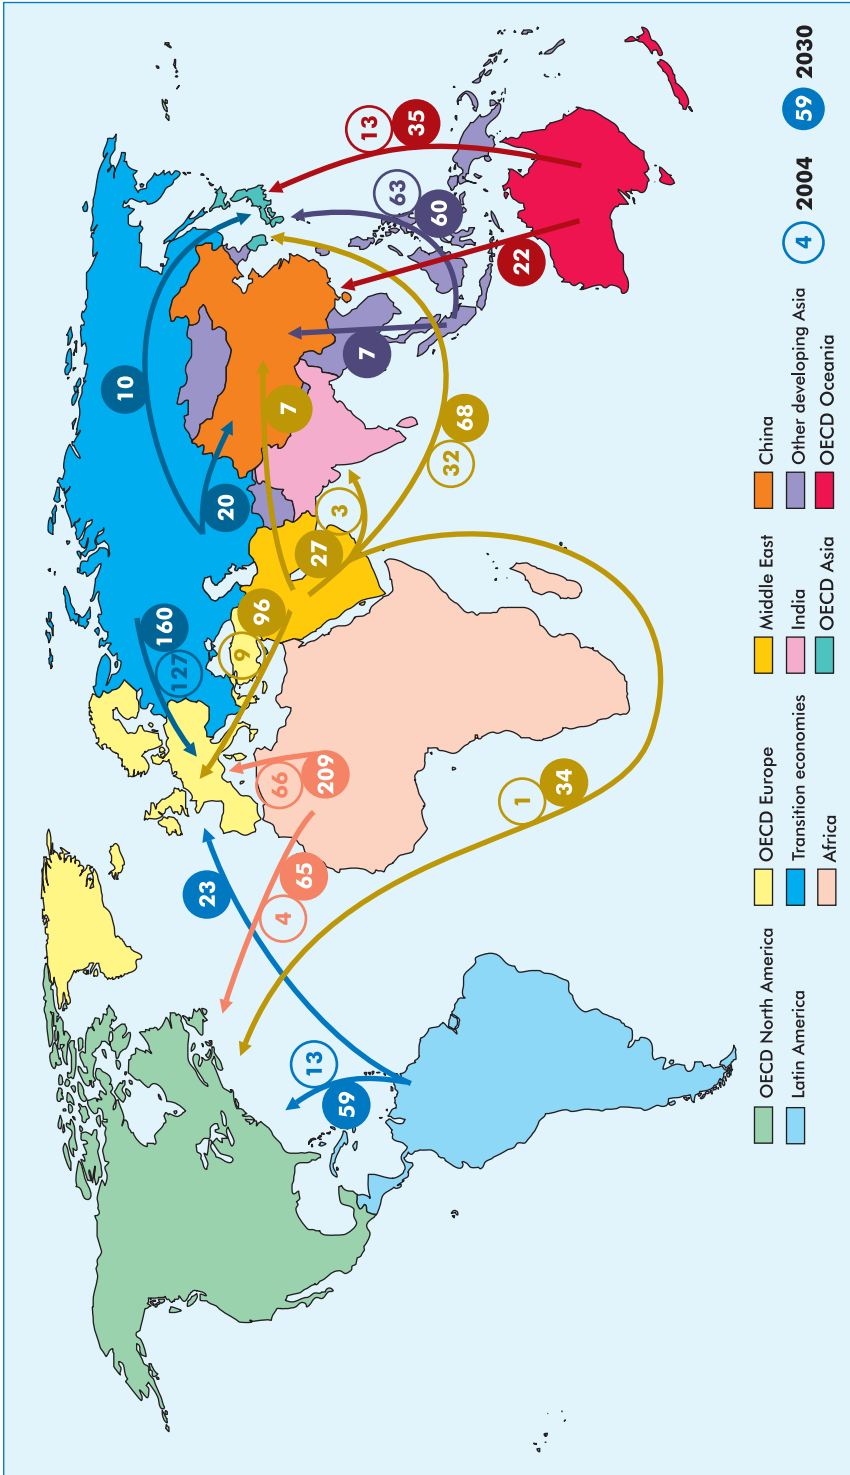 10
20
160
127
96
9
27
3
7
32
68
7
63
60
13
35
22
66
209
4
65
23
1
34
13
59
OECD North America
Latin America
OECD Europe
Transition economies
Africa
Middle East
India
OECD Asia
China
Other developing Asia
OECD Oceania
4 2004 59 2030